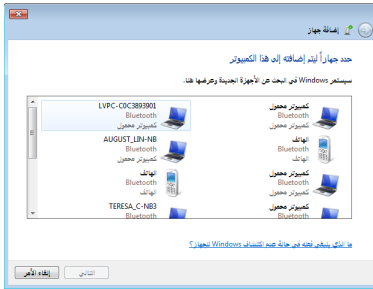 إضافة جهاز
حدد جهازاً ليتم إضافته إلى هذا الكمبيوتر
سيستمر Windows في البحث عن الأجهزة الجديدة وعرضها هنا.
كمبيوتر محمول
Bluetooth
كمبيوتر محمول
LVPC-C0C3893901
Bluetooth
كمبيوتر محمول
الهاتف
Bluetooth
الهاتف
AUGUST_LIN-NB
Bluetooth
كمبيوتر محمول
كمبيوتر محمول
Bluetooth
كمبيوتر محمول
الهاتف
Bluetooth
الهاتف
كمبيوتر محمول
Bluetooth
TERESA_C-NB3
Bluetooth
ما الذي ينبغي فعله في حالة عدم اكتشاف Windows للجهاز؟
التالي
إلغاء الأمر